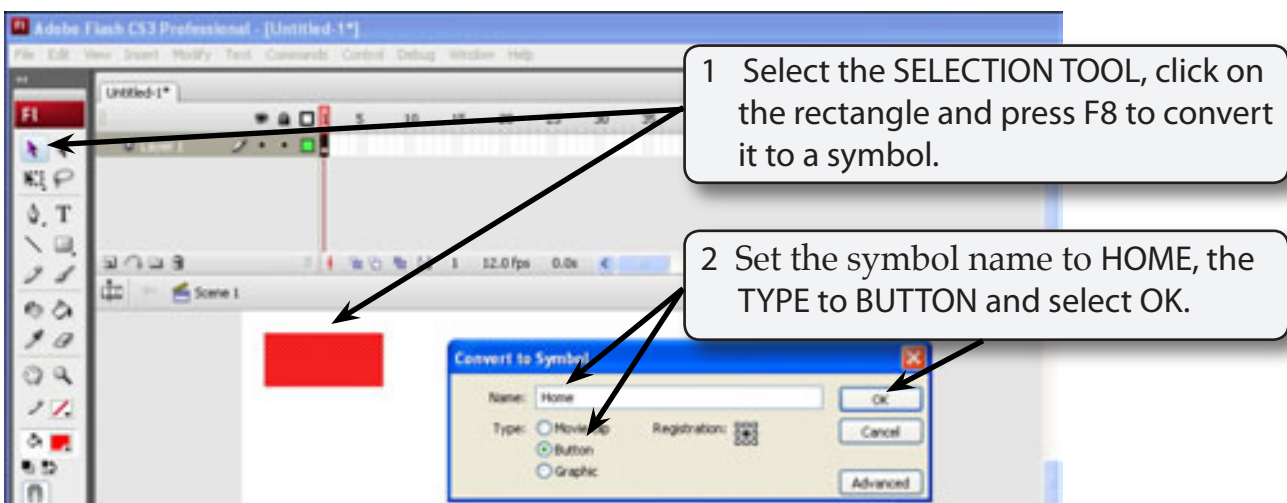 Adobe Flash CS3 Professional - [Untitled-1*]
File Edit View Insert Modify Text Commands Control Debug Window Help
Untitled-1*
Fl
1 5 10 15 20 25 30 35
1 Select the SELECTION TOOL, click on
the rectangle and press F8 to convert
it to a symbol.
T
1 12.0 fps 0.0s
Scene 1
2 Set the symbol name to HOME, the
TYPE to BUTTON and select OK.
Convert to Symbol
Name: Home
OK
Type: Movie clip
Registration:
Cancel
Button
Graphic
Advanced